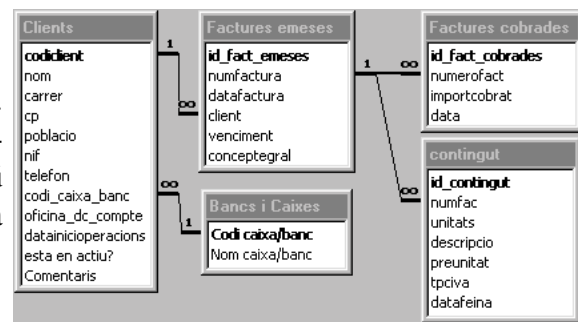 Clients
codiclient
nom
carrer
cp
poblacio
nif
telefon
codi_caixa_banc
oficina_dc_compte
datainicioperacions
esta en actiu?
Comentaris
1
∞
∞
1
Factures emeses
id_fact_emeses
numfactura
datafactura
client
venciment
conceptegral
Bancs i Caixes
Codi caixa/banc
Nom caixa/banc
1
∞
∞
Factures cobrades
id_fact_cobrades
numerofact
importcobrat
data
contingut
id_contingut
numfac
unitats
descripcio
preunitat
tpciva
datafeina